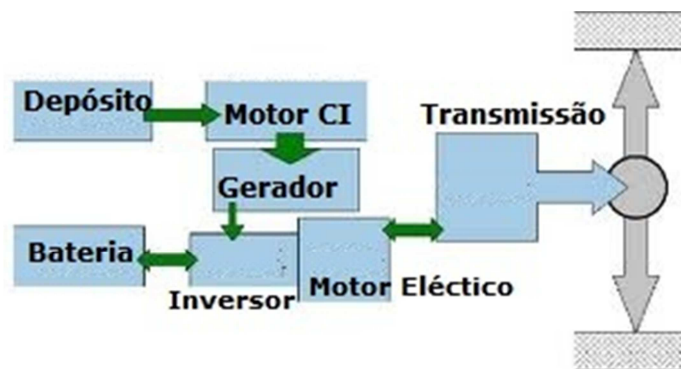 Depósito
Motor CI
Transmissão
Gerador
Bateria
Inversor
Motor Eléctico